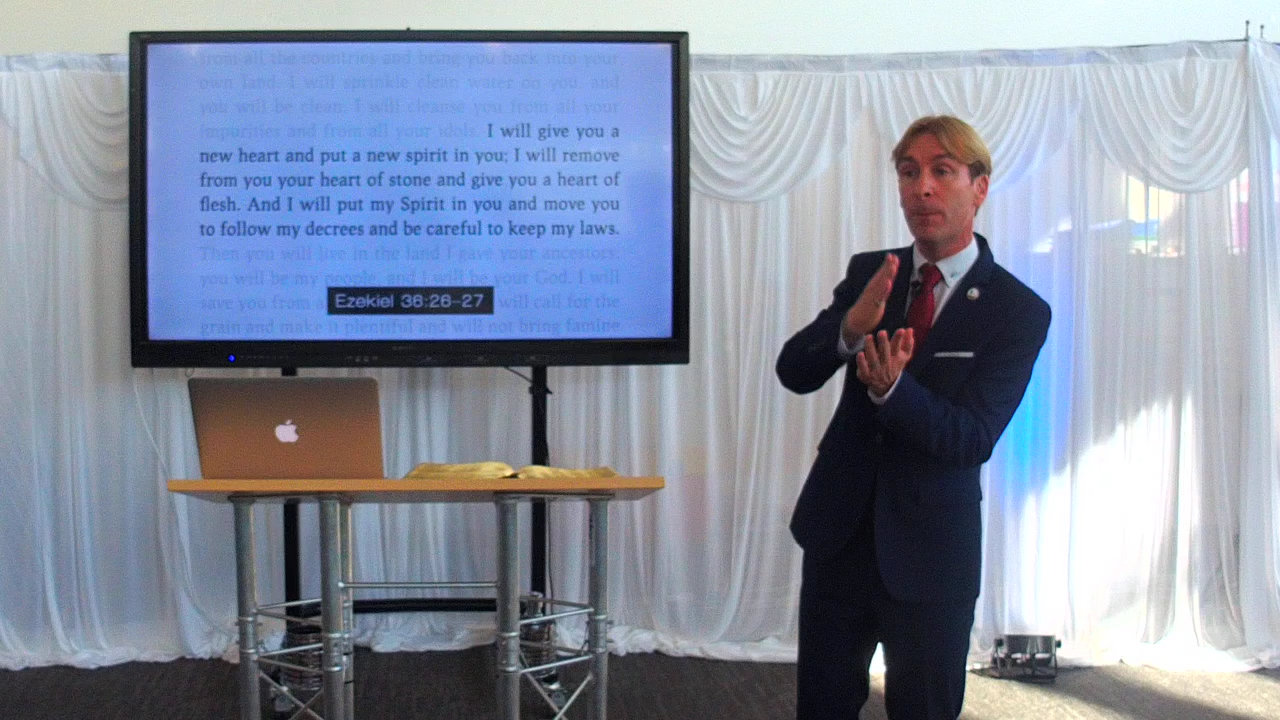 from all the countries and bring you back into your
own land. I will sprinkle clean water on you, and
you will be clean; I will cleanse you from all your
impurities and from all your idols. I will give you a
new heart and put a new spirit in you; I will remove
from you your heart of stone and give you a heart of
flesh. And I will put my Spirit in you and move you
to follow my decrees and be careful to keep my laws.
Then you will live in the land I gave your ancestors;
you will be my people, and I will be your God. I will
save you from a will call for the
Ezekiel 36:26-27
grain and make it plentiful and will not bring famine